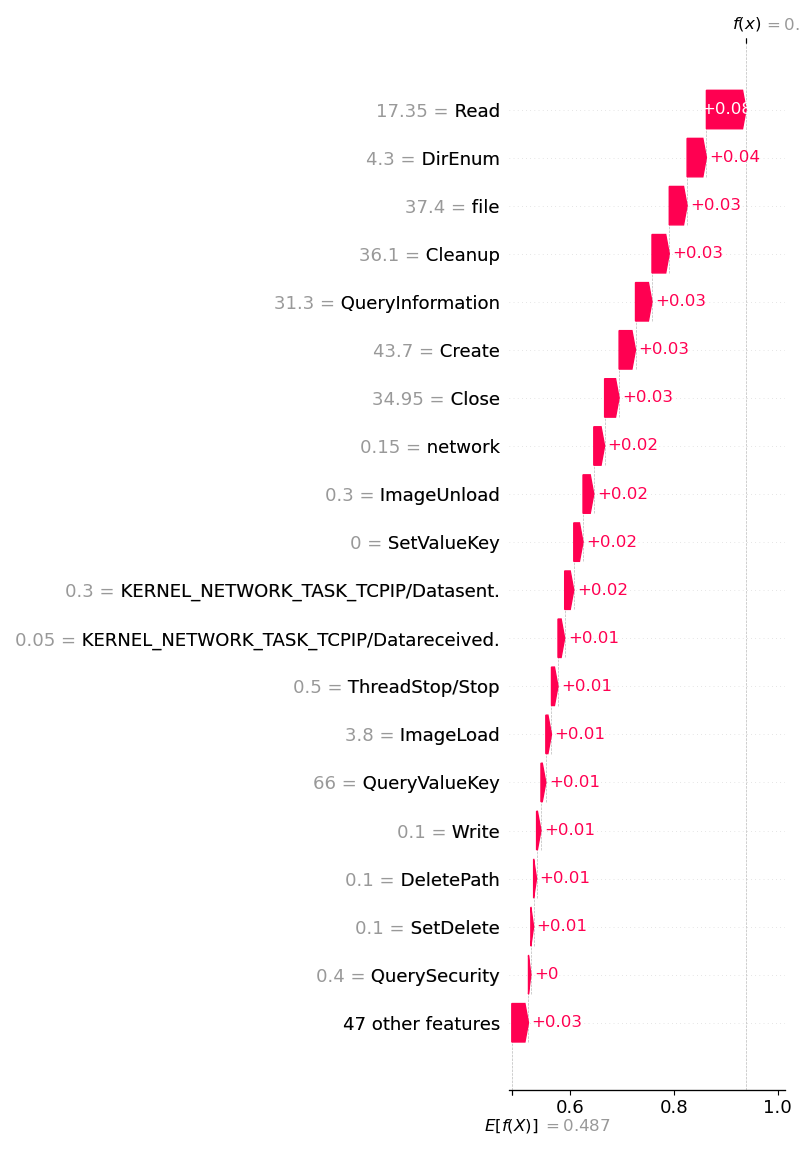 f(x) = 0.
17.35 = Read +0.08
4.3 = DirEnum +0.04
37.4 = file +0.03
36.1 = Cleanup +0.03
31.3 = QueryInformation +0.03
43.7 = Create +0.03
34.95 = Close +0.03
0.15 = network +0.02
0.3 = ImageUnload +0.02
0 = SetValueKey +0.02
0.3 = KERNEL_NETWORK_TASK_TCPIP/Datasent. +0.02
0.05 = KERNEL_NETWORK_TASK_TCPIP/Datareceived. +0.01
0.5 = ThreadStop/Stop +0.01
3.8 = ImageLoad +0.01
66 = QueryValueKey +0.01
0.1 = Write +0.01
0.1 = DeletePath +0.01
0.1 = SetDelete +0.01
0.4 = QuerySecurity +0
47 other features +0.03
0.6 0.8 1.0
E[f(X)] = 0.487